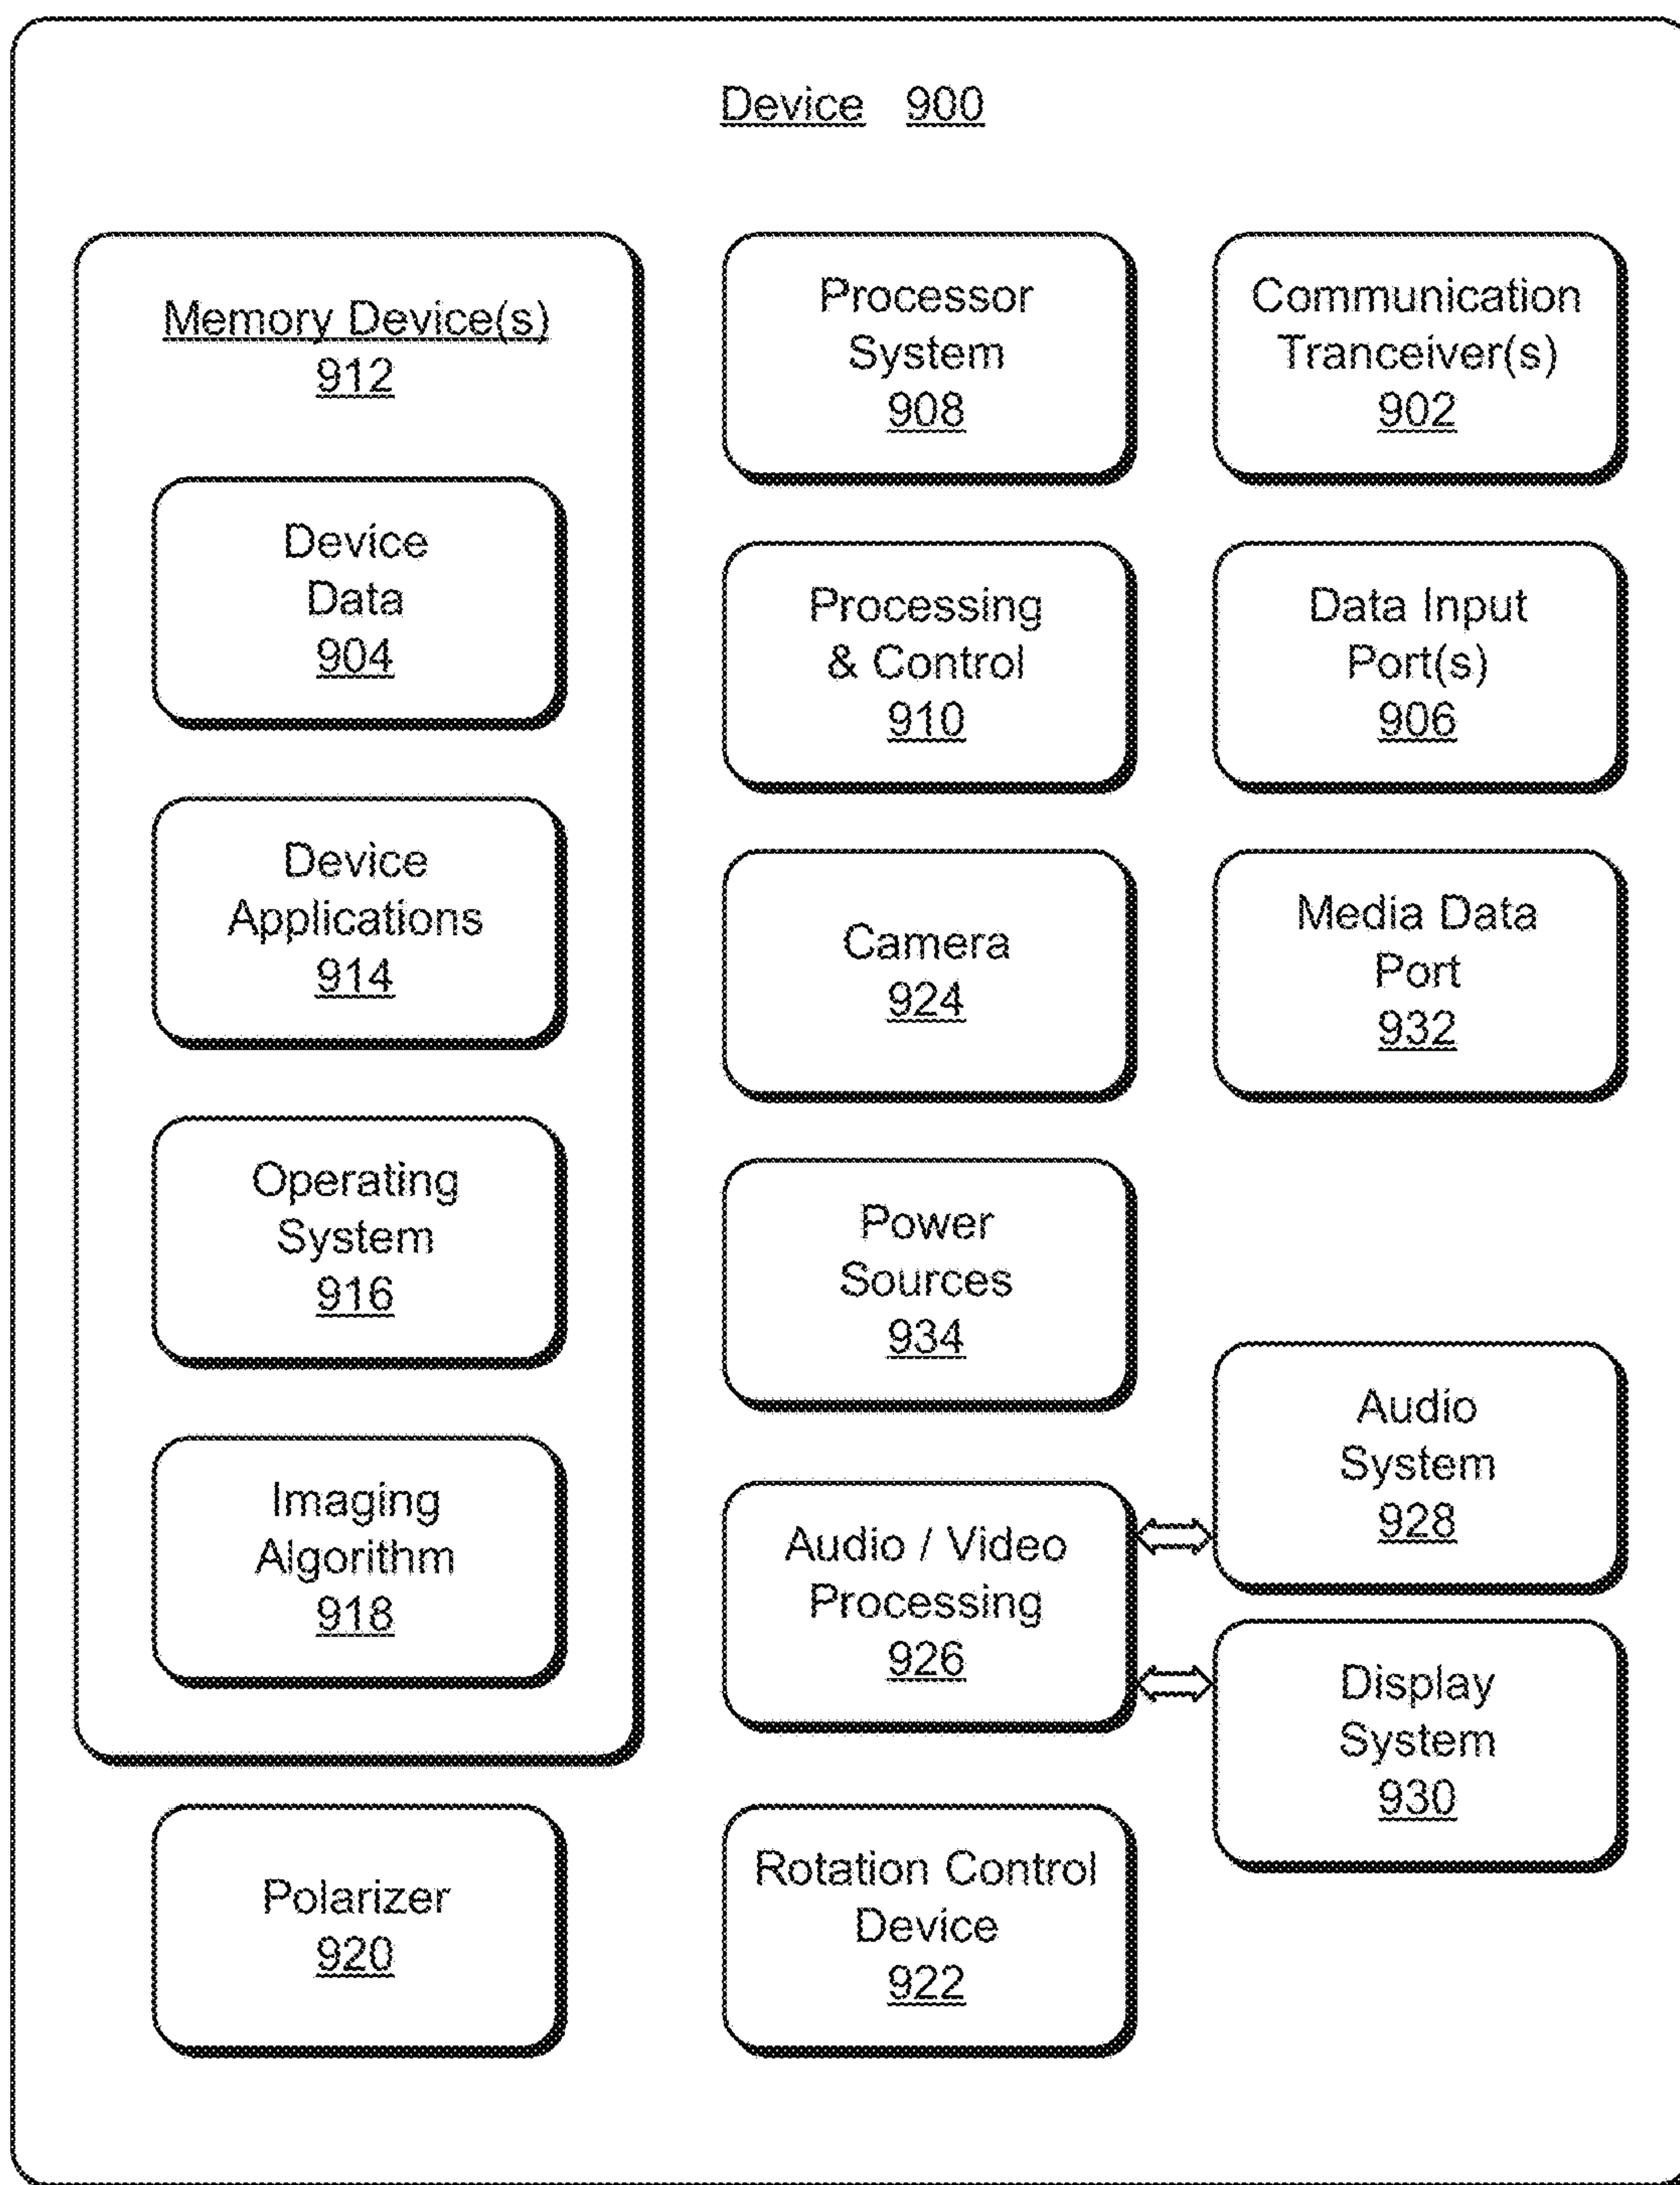 Device 900
Memory Device(s)
912
Device
Data
904
Device
Applications
914
Operating
System
916
Imaging
Algorithm
918
Polarizer
920
Processor
System
908
Processing
& Control
910
Camera
924
Power
Sources
934
Audio / Video
Processing
926
Rotation Control
Device
922
Communication
Tranceiver(s)
902
Data Input
Port(s)
906
Media Data
Port
932
Audio
System
928
Display
System
930